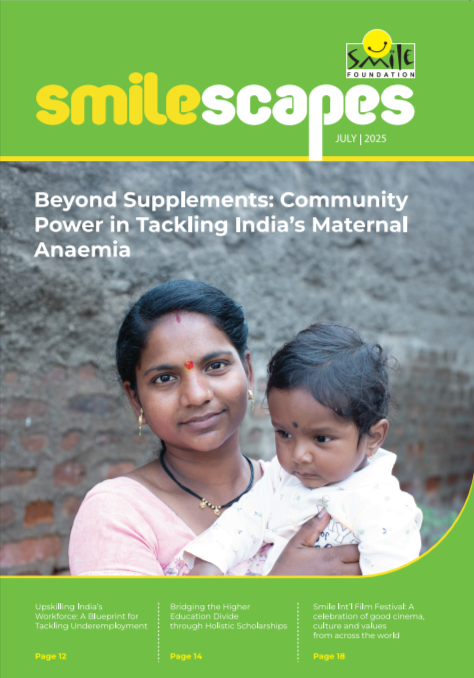 Smile
FOUNDATION
smilescapes
JULY | 2025
Beyond Supplements: Community
Power in Tackling India's Maternal
Anaemia
Upskilling India's
Workforce: A Blueprint for
Tackling Underemployment
Page 12
Bridging the Higher
Education Divide
through Holistic Scholarships
Page 14
Smile Int'l Film Festival: A
celebration of good cinema,
culture and values
from across the world
Page 18